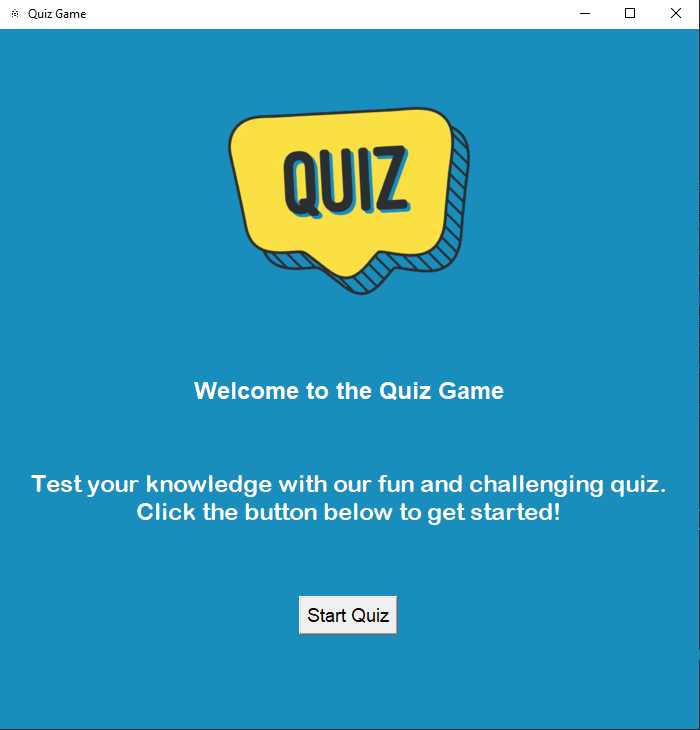 Quiz Game
QUIZ
Welcome to the Quiz Game
Test your knowledge with our fun and challenging quiz.
Click the button below to get started!
Start Quiz